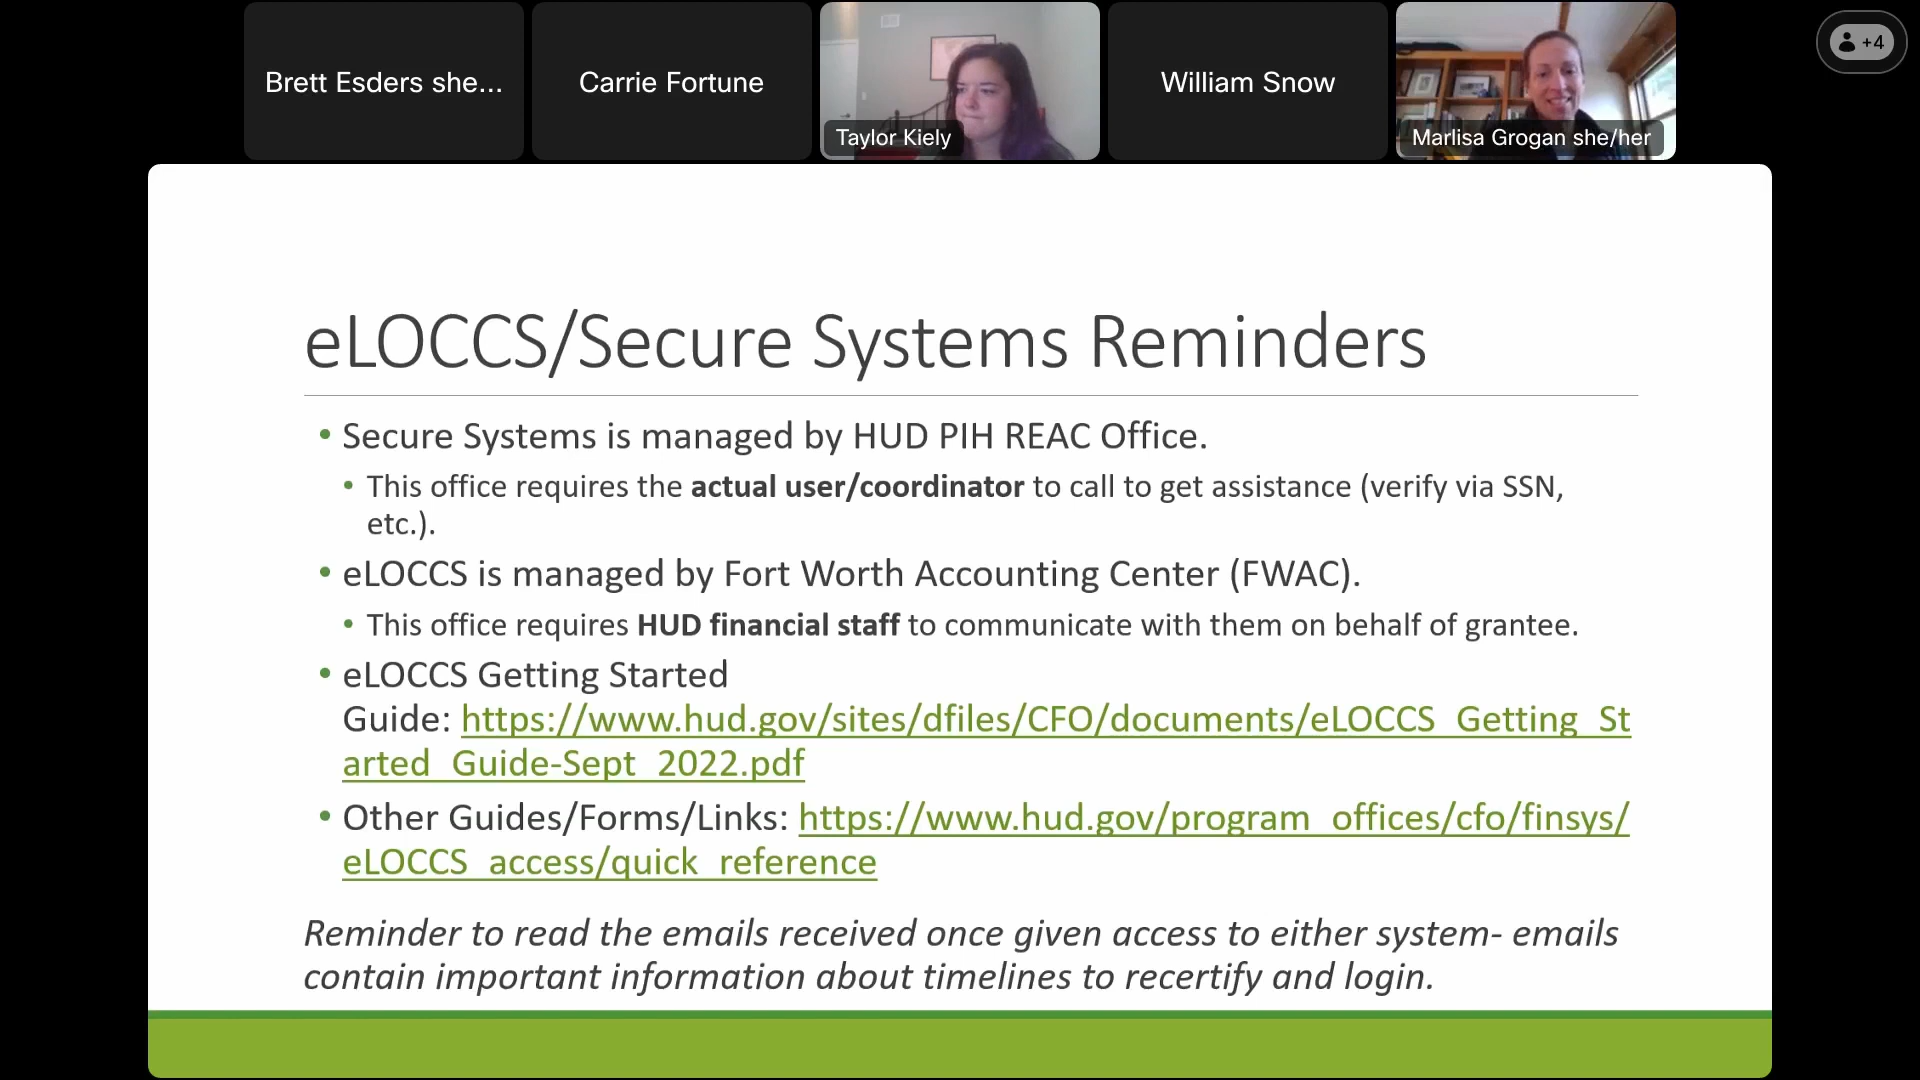 Brett Esders she...
Carrie Fortune
Taylor Kiely
William Snow
Marlisa Grogan she/her
+4
eLOCCS/Secure Systems Reminders
• Secure Systems is managed by HUD PIH REAC Office.
• This office requires the actual user/coordinator to call to get assistance (verify via SSN,
etc.).
• eLOCCS is managed by Fort Worth Accounting Center (FWAC).
• This office requires HUD financial staff to communicate with them on behalf of grantee.
• eLOCCS Getting Started
Guide: https://www.hud.gov/sites/dfiles/CFO/documents/eLOCCS_Getting_St
arted_Guide-Sept_2022.pdf
• Other Guides/Forms/Links: https://www.hud.gov/program_offices/cfo/finsys/
eLOCCS_access/quick_reference
Reminder to read the emails received once given access to either system- emails
contain important information about timelines to recertify and login.